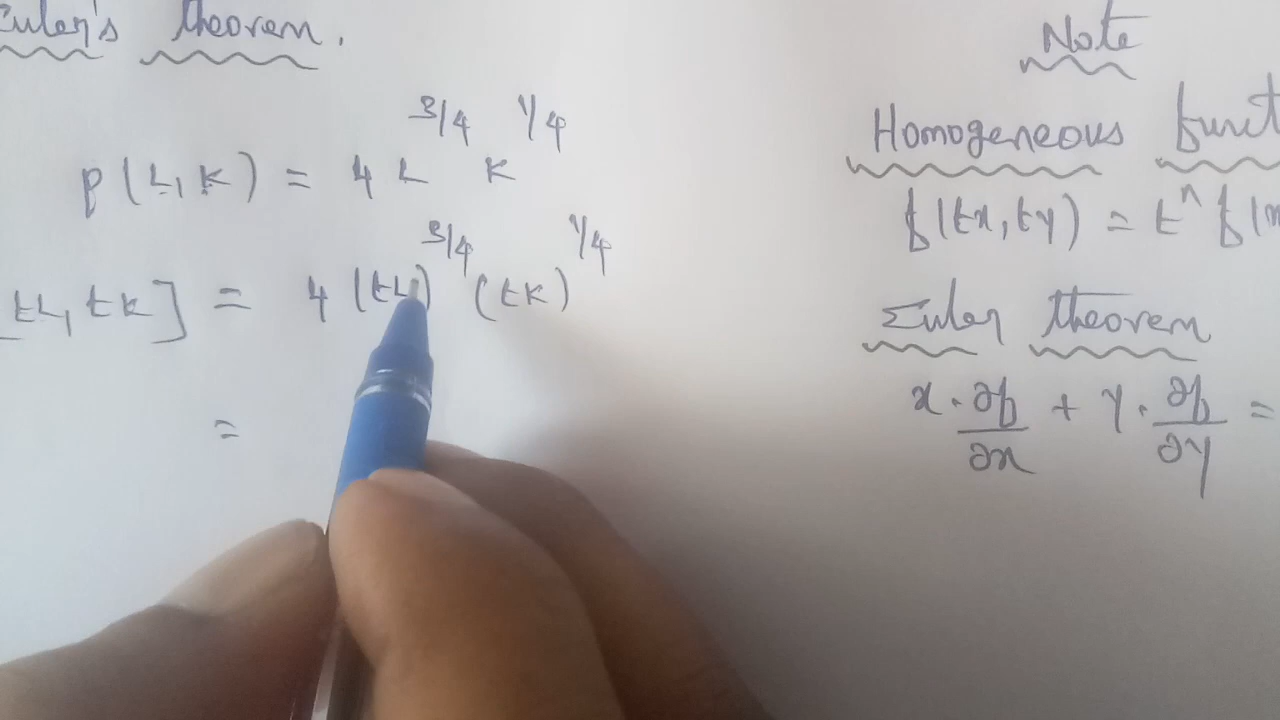 Euler's theorem.
P(L, K) = 4 L^3/4 K^1/4
[tL, tK] = 4 (tL)^3/4 (tK)^1/4
=
Note
Homogeneous
f(tx, ty) = t^n f(
Euler theorem
x . ∂f/∂x + y . ∂f/∂y =